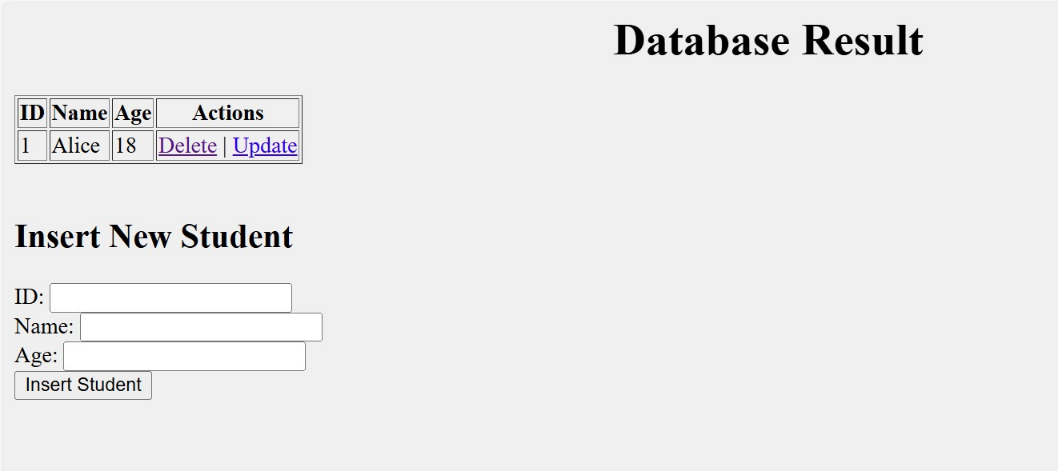 Database Result
ID Name Age Actions
1 Alice 18 Delete | Update
Insert New Student
ID:
Name:
Age:
Insert Student